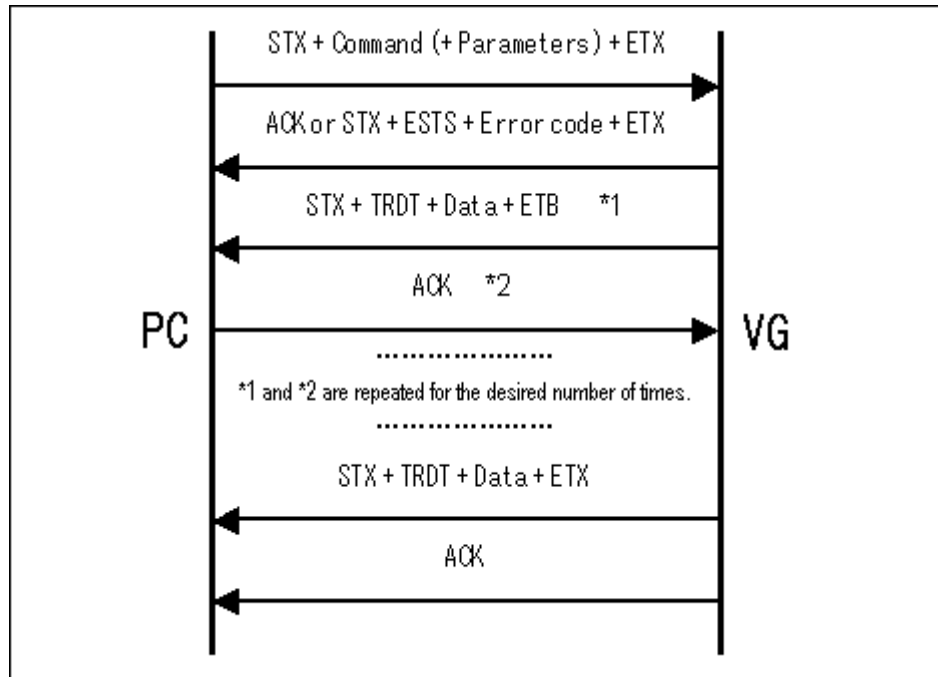 STX + Command (+ Parameters) + ETX
ACK or STX + ESTS + Error code + ETX
STX + TRDT + Data + ETB *1
ACK *2
PC
VG
.....................
*1 and *2 are repeated for the desired number of times.
.....................
STX + TRDT + Data + ETX
ACK